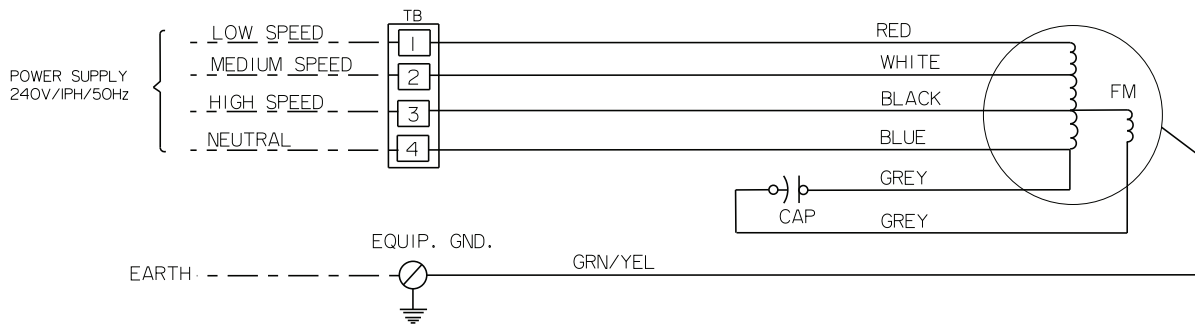 TB
LOW SPEED
1
RED
MEDIUM SPEED
2
WHITE
POWER SUPPLY
240V/1PH/50Hz
HIGH SPEED
3
BLACK
FM
NEUTRAL
4
BLUE
GREY
CAP
GREY
EQUIP. GND.
EARTH
GRN/YEL